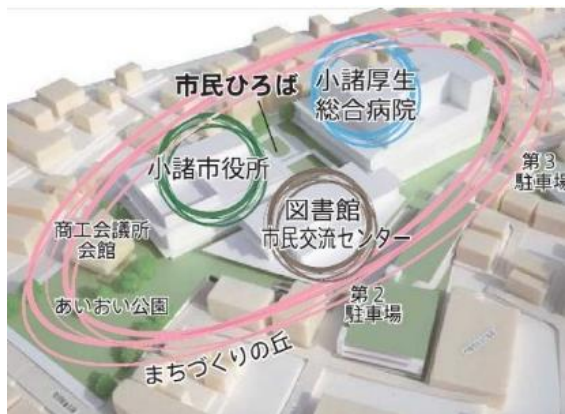 市民ひろば
小諸厚生
総合病院
小諸市役所
図書館
市民交流センター
商工会議所
会館
あいおい公園
第3
駐車場
第2
駐車場
まちづくりの丘